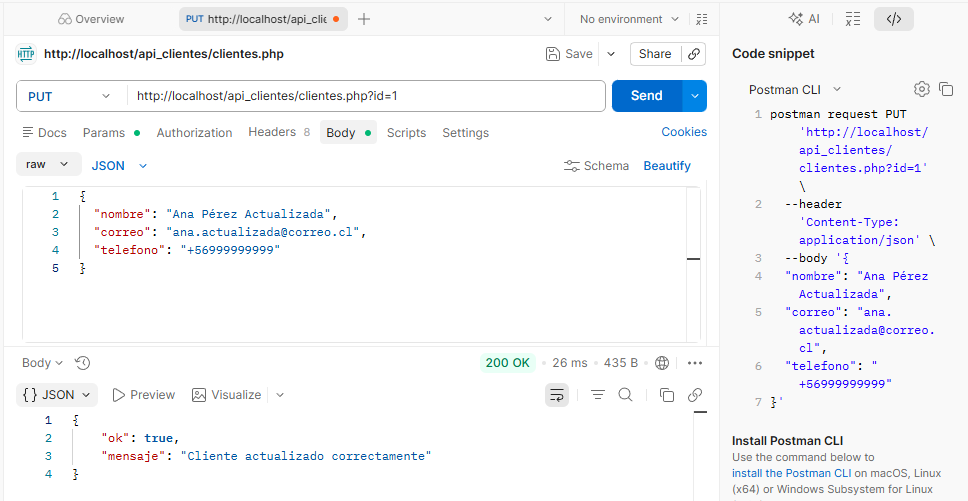 Overview
PUT http://localhost/api_clie
No environment
AI
HTTP http://localhost/api_clientes/clientes.php
Save
Share
PUT
http://localhost/api_clientes/clientes.php?id=1
Send
Docs Params Authorization Headers 8 Body Scripts Settings
Cookies
raw JSON
Schema Beautify
1 {
2 "nombre": "Ana Pérez Actualizada",
3 "correo": "ana.actualizada@correo.cl",
4 "telefono": "+56999999999"
5 }
Body
200 OK 26 ms 435 B
{} JSON Preview Visualize
1 {
2 "ok": true,
3 "mensaje": "Cliente actualizado correctamente"
4 }
Code snippet
Postman CLI
1 postman request PUT
'http://localhost/
api_clientes/
clientes.php?id=1'
\
2 --header
'Content-Type:
application/json' \
3 --body '{
4 "nombre": "Ana Pérez
Actualizada",
5 "correo": "ana.
actualizada@correo.
cl",
6 "telefono": "
+56999999999"
7 }'
Install Postman CLI
Use the command below to
install the Postman CLI on macOS, Linux
(x64) or Windows Subsystem for Linux